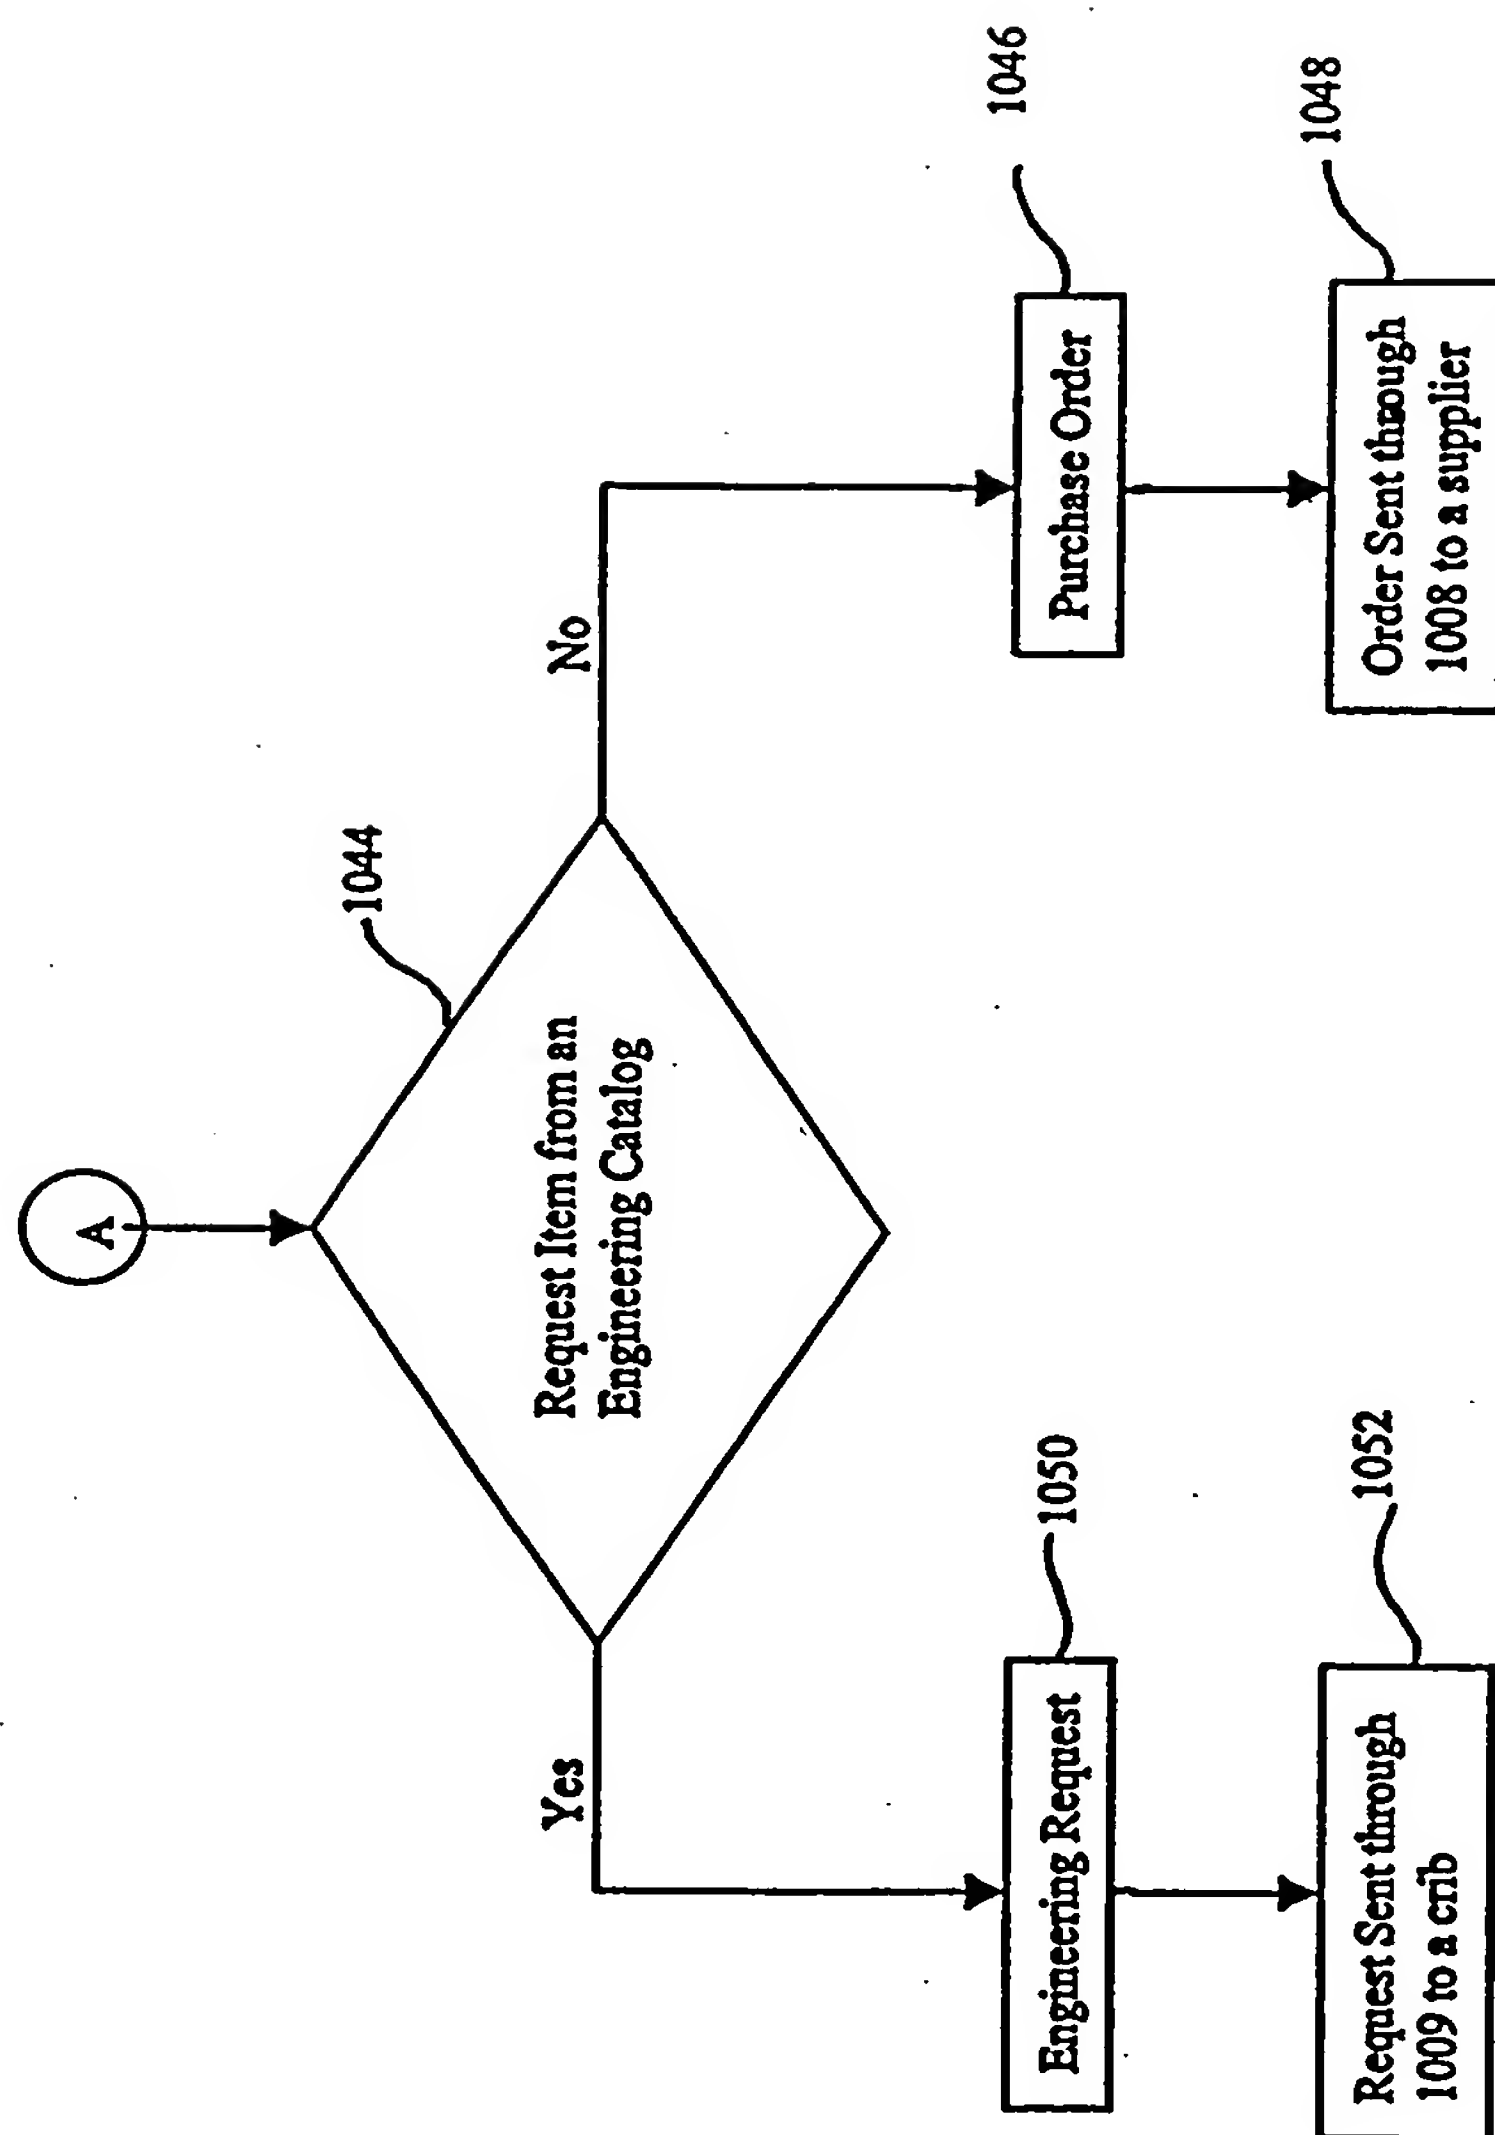 A
1044
Request Item from an
Engineering Catalog
Yes
No
1050
Engineering Request
1046
Purchase Order
1052
Request Sent through
1009 to a crib
1048
Order Sent through
1008 to a supplier